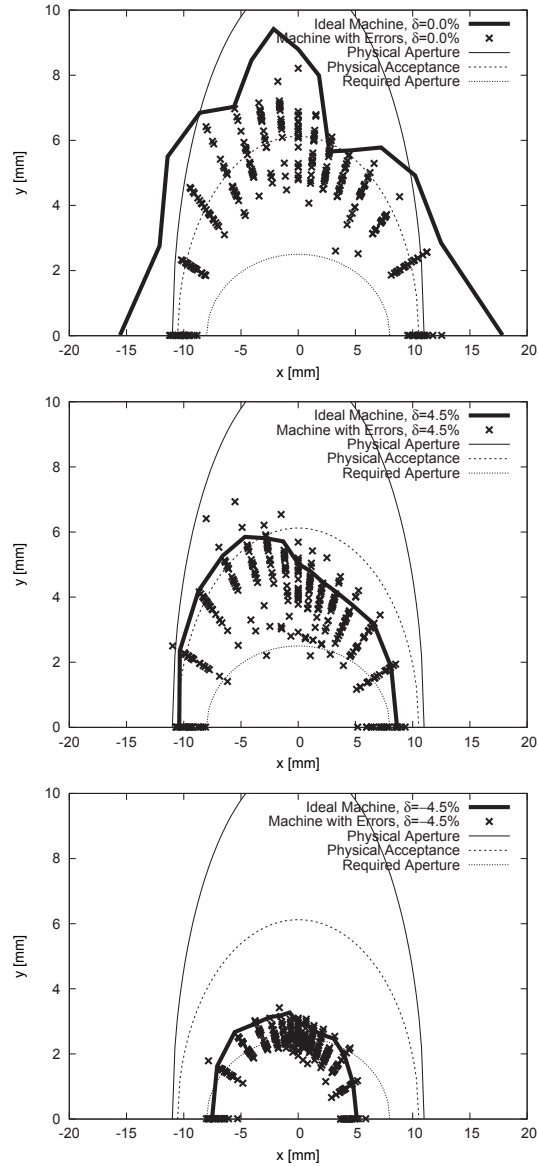 Ideal Machine, δ=0.0%
Machine with Errors, δ=0.0%
Physical Aperture
Physical Acceptance
Required Aperture
10
8
6
4
2
0
y [mm]
-20 -15 -10 -5 0 5 10 15 20
x [mm]
Ideal Machine, δ=4.5%
Machine with Errors, δ=4.5%
Physical Aperture
Physical Acceptance
Required Aperture
10
8
6
4
2
0
y [mm]
-20 -15 -10 -5 0 5 10 15 20
x [mm]
Ideal Machine, δ=−4.5%
Machine with Errors, δ=−4.5%
Physical Aperture
Physical Acceptance
Required Aperture
10
8
6
4
2
0
y [mm]
-20 -15 -10 -5 0 5 10 15 20
x [mm]